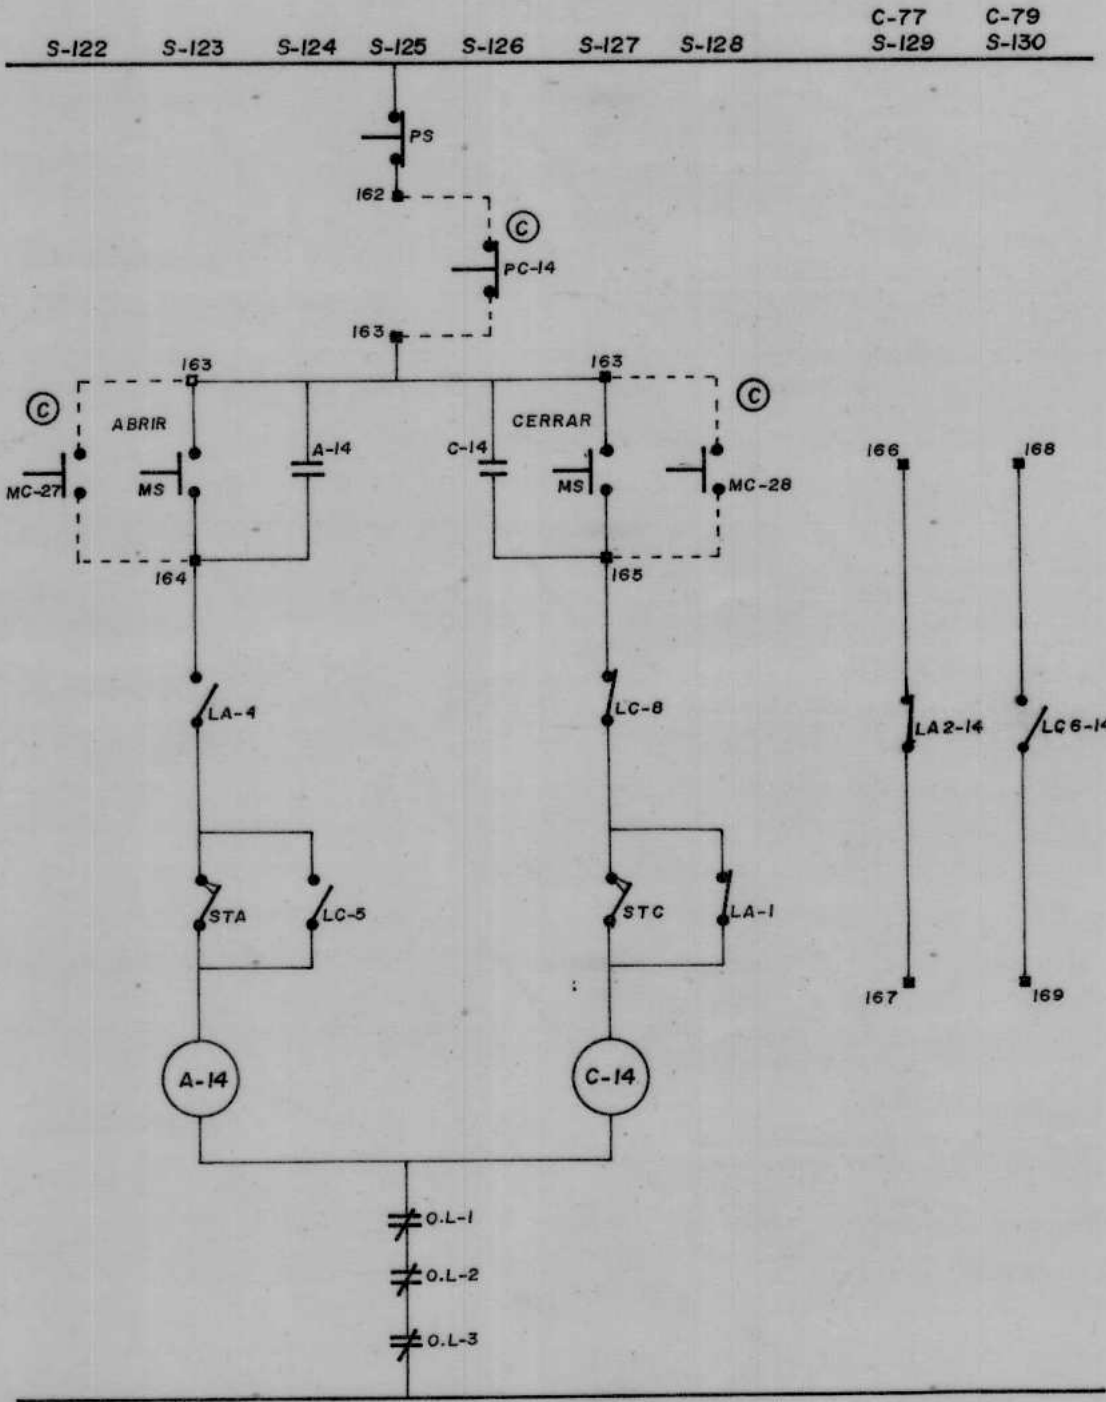 C-77 C-79
S-122 S-123 S-124 S-125 S-126 S-127 S-128 S-129 S-130
PS
162
C
PC-14
163
163 163
C C
ABRIR CERRAR
A-14 C-14
166 168
MC-27 MS MS MC-28
164 165
LA-4 LC-8
LA2-14 LC6-14
STA LC-5 STC LA-1
167 169
A-14 C-14
O.L-1
O.L-2
O.L-3